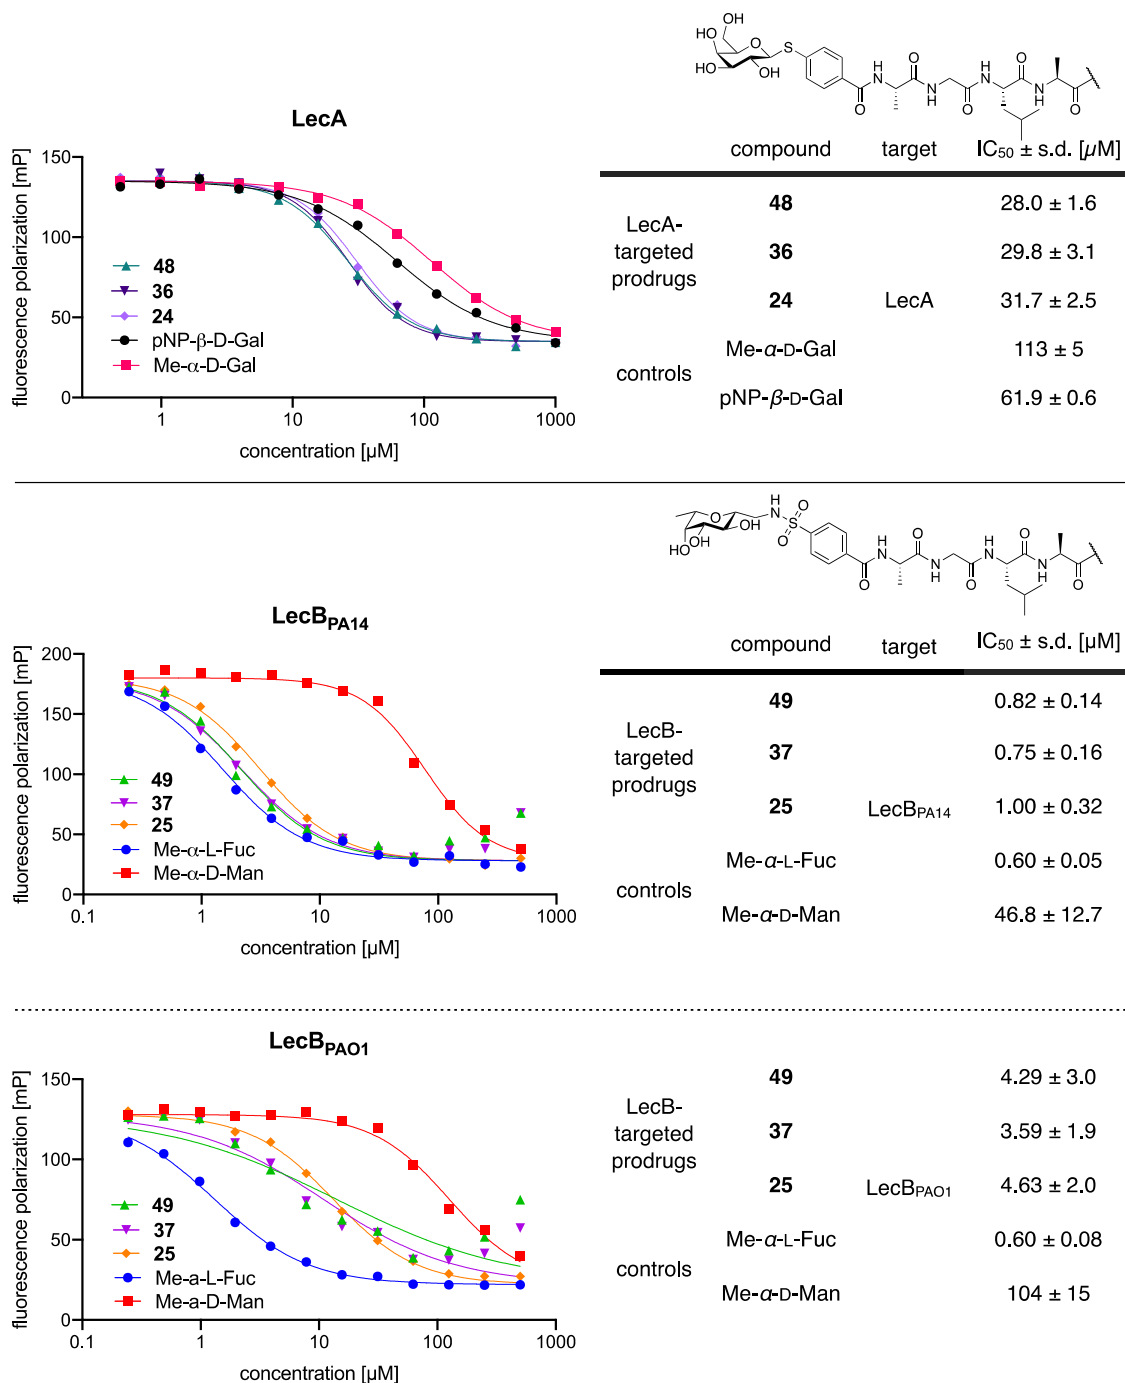 LecA
fluorescence polarization [mP]
150
100
50
0
48
36
24
pNP-β-D-Gal
Me-α-D-Gal
1
10
100
1000
concentration [µM]
OH
OH
O
S
HO
OH
O
H
N
O
N
H
O
H
N
O
N
H
O
compound target IC50 ± s.d. [µM]
LecA-targeted prodrugs
48 28.0 ± 1.6
36 29.8 ± 3.1
24 LecA 31.7 ± 2.5
controls
Me-α-D-Gal 113 ± 5
pNP-β-D-Gal 61.9 ± 0.6
LecBPA14
fluorescence polarization [mP]
200
150
100
50
0
49
37
25
Me-α-L-Fuc
Me-α-D-Man
0.1
1
10
100
1000
concentration [µM]
O
OH
HO
OH
H
N
O
S
O
O
H
N
O
N
H
O
H
N
O
N
H
O
compound target IC50 ± s.d. [µM]
LecB-targeted prodrugs
49 0.82 ± 0.14
37 0.75 ± 0.16
25 LecBPA14 1.00 ± 0.32
controls
Me-α-L-Fuc 0.60 ± 0.05
Me-α-D-Man 46.8 ± 12.7
LecBPAO1
fluorescence polarization [mP]
150
100
50
0
49
37
25
Me-a-L-Fuc
Me-a-D-Man
0.1
1
10
100
1000
concentration [µM]
LecB-targeted prodrugs
49 4.29 ± 3.0
37 3.59 ± 1.9
25 LecBPAO1 4.63 ± 2.0
controls
Me-α-L-Fuc 0.60 ± 0.08
Me-α-D-Man 104 ± 15